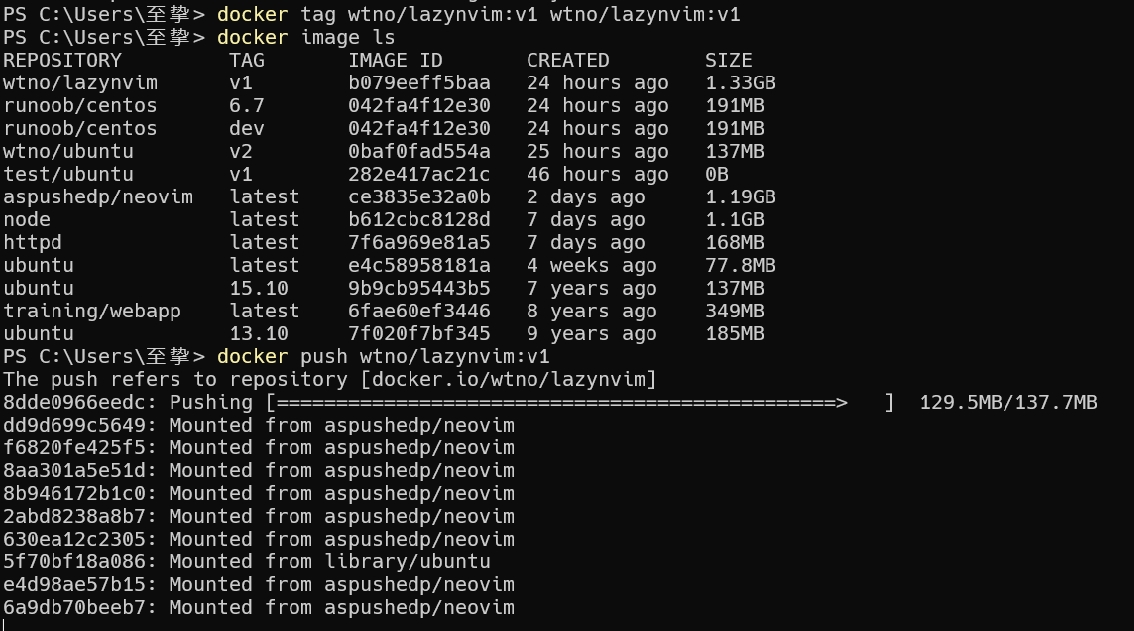 PS C:\Users\至挚> docker tag wtno/lazynvim:v1 wtno/lazynvim:v1
PS C:\Users\至挚> docker image ls
REPOSITORY         TAG       IMAGE ID       CREATED        SIZE
wtno/lazynvim      v1        b079eeff5baa   24 hours ago   1.33GB
runoob/centos      6.7       042fa4f12e30   24 hours ago   191MB
runoob/centos      dev       042fa4f12e30   24 hours ago   191MB
wtno/ubuntu        v2        0baf0fad554a   25 hours ago   137MB
test/ubuntu        v1        282e417ac21c   46 hours ago   0B
aspushedp/neovim   latest    ce3835e32a0b   2 days ago     1.19GB
node               latest    b612cbc8128d   7 days ago     1.1GB
httpd              latest    7f6a969e81a5   7 days ago     168MB
ubuntu             latest    e4c58958181a   4 weeks ago    77.8MB
ubuntu             15.10     9b9cb95443b5   7 years ago    137MB
training/webapp    latest    6fae60ef3446   8 years ago    349MB
ubuntu             13.10     7f020f7bf345   9 years ago    185MB
PS C:\Users\至挚> docker push wtno/lazynvim:v1
The push refers to repository [docker.io/wtno/lazynvim]
8dde0966eedc: Pushing [===============================================>   ]  129.5MB/137.7MB
dd9d699c5649: Mounted from aspushedp/neovim
f6820fe425f5: Mounted from aspushedp/neovim
8aa301a5e51d: Mounted from aspushedp/neovim
8b946172b1c0: Mounted from aspushedp/neovim
2abd8238a8b7: Mounted from aspushedp/neovim
630ea12c2305: Mounted from aspushedp/neovim
5f70bf18a086: Mounted from library/ubuntu
e4d98ae57b15: Mounted from aspushedp/neovim
6a9db70beeb7: Mounted from aspushedp/neovim